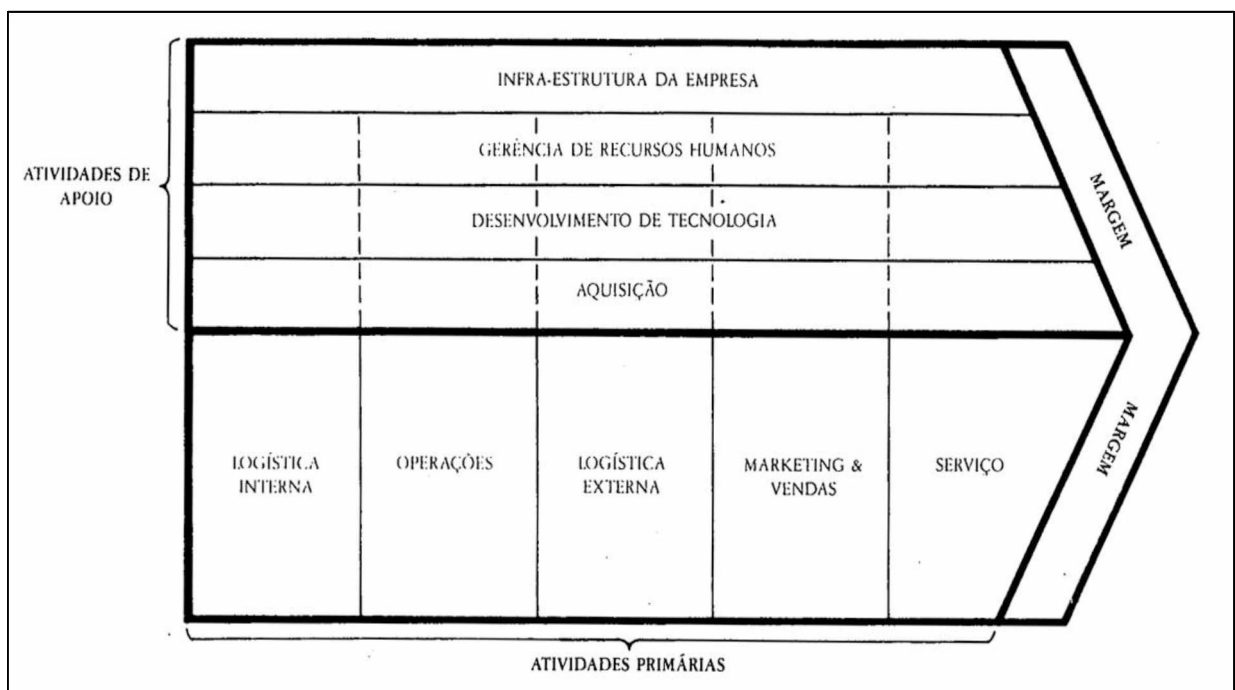 INFRA-ESTRUTURA DA EMPRESA
GERÊNCIA DE RECURSOS HUMANOS
ATIVIDADES DE
APOIO
DESENVOLVIMENTO DE TECNOLOGIA
AQUISIÇÃO
MARGEM
LOGÍSTICA
INTERNA
OPERAÇÕES
LOGÍSTICA
EXTERNA
MARKETING &
VENDAS
SERVIÇO
MARGEM
ATIVIDADES PRIMÁRIAS